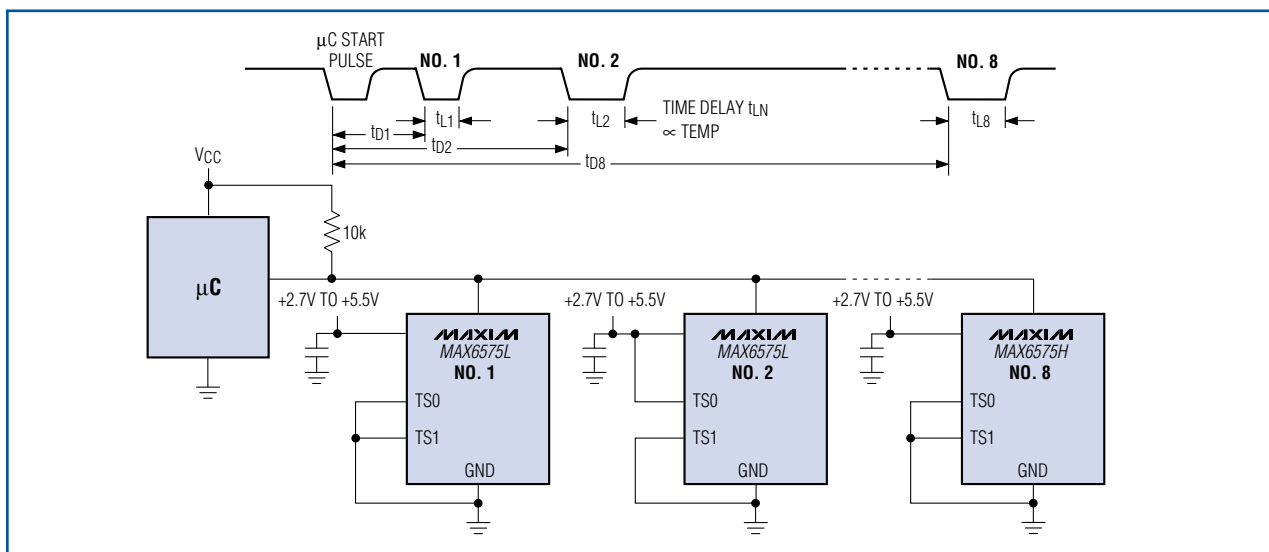 μC START
PULSE
NO. 1
NO. 2
NO. 8
tL1
tL2
TIME DELAY tLN
∝ TEMP
tL8
tD1
tD2
tD8
VCC
10k
μC
+2.7V TO +5.5V
+2.7V TO +5.5V
+2.7V TO +5.5V
MAXIM
MAX6575L
NO. 1
TS0
TS1
GND
MAXIM
MAX6575L
NO. 2
TS0
TS1
GND
MAXIM
MAX6575H
NO. 8
TS0
TS1
GND